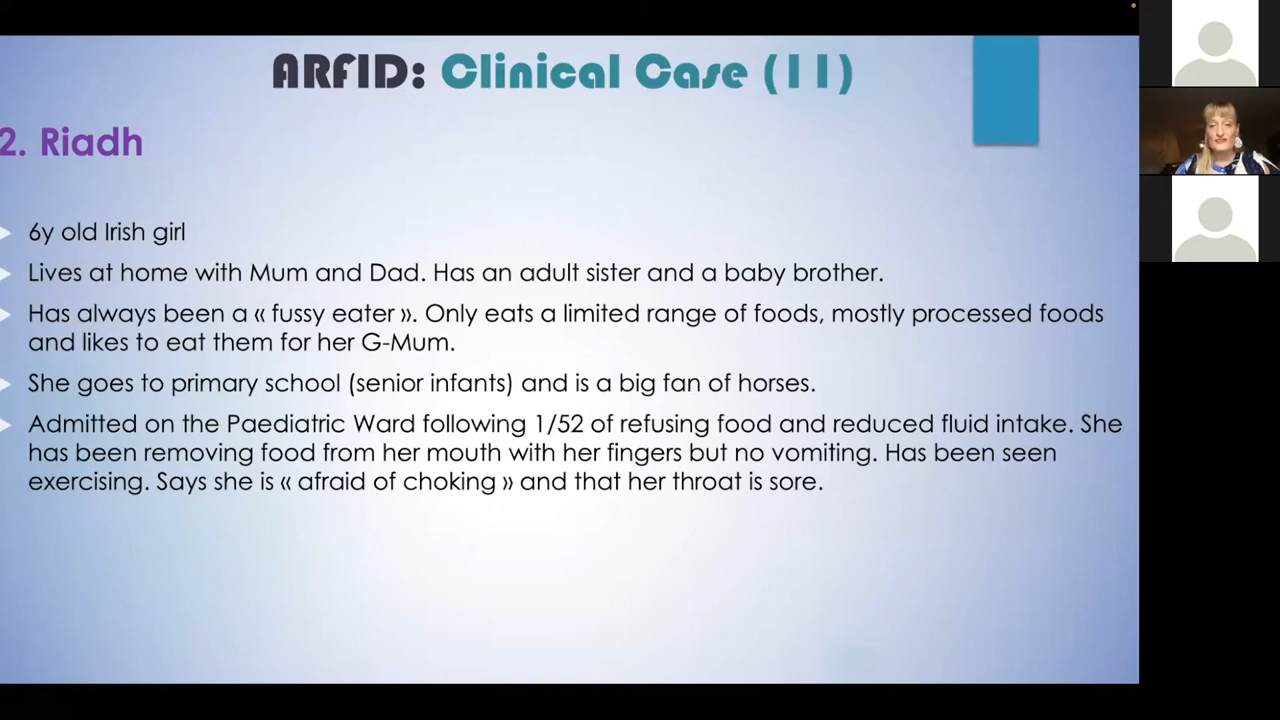 ARFID: Clinical Case (11)
2. Riadh
6y old Irish girl
Lives at home with Mum and Dad. Has an adult sister and a baby brother.
Has always been a « fussy eater ». Only eats a limited range of foods, mostly processed foods
and likes to eat them for her G-Mum.
She goes to primary school (senior infants) and is a big fan of horses.
Admitted on the Paediatric Ward following 1/52 of refusing food and reduced fluid intake. She
has been removing food from her mouth with her fingers but no vomiting. Has been seen
exercising. Says she is « afraid of choking » and that her throat is sore.